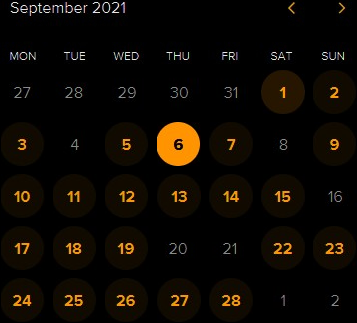 September 2021
MON TUE WED THU FRI SAT SUN
27 28 29 30 31 1 2
3 4 5 6 7 8 9
10 11 12 13 14 15 16
17 18 19 20 21 22 23
24 25 26 27 28 1 2